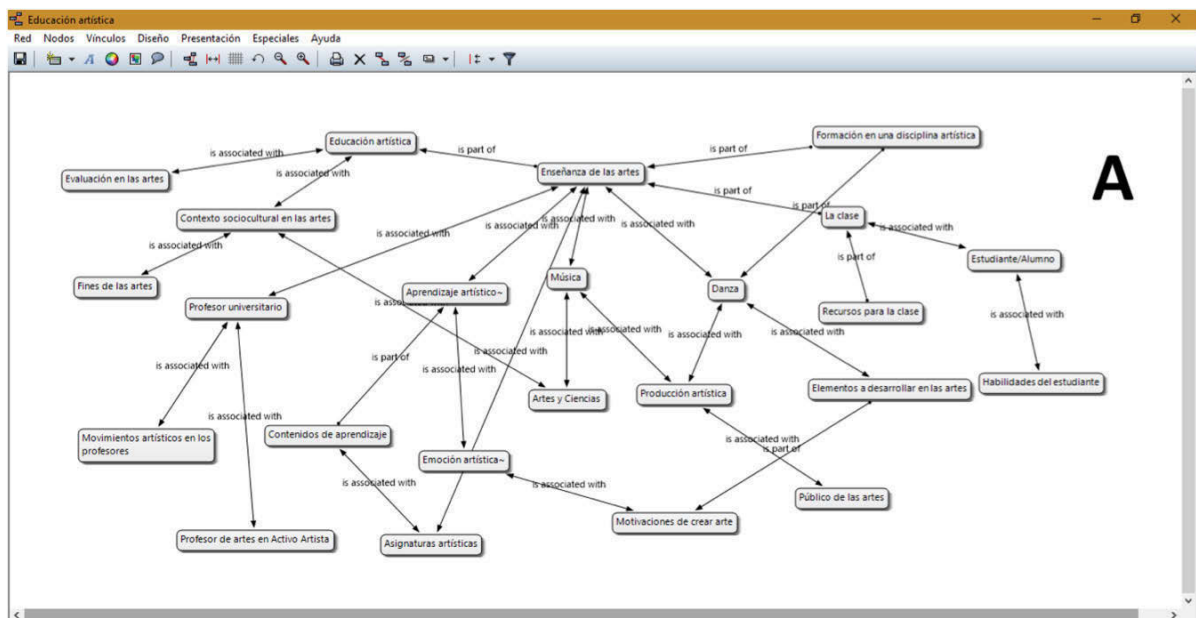 Educación artística
Red Nodos Vínculos Diseño Presentación Especiales Ayuda
A
Educación artística
Formación en una disciplina artística
is associated with
is part of
is part of
Evaluación en las artes
is associated with
Enseñanza de las artes
is part of
is part of
Contexto sociocultural en las artes
is associated with
is associated with
is associated with
is associated with
La clase
is associated with
is associated with
Fines de las artes
Profesor universitario
Aprendizaje artístico~
Música
Danza
is part of
Estudiante/Alumno
is associated with
Recursos para la clase
is associated with
is associated with
is associated with
is associated with
is part of
is associated with
is associated with
is associated with
is associated with
Artes y Ciencias
Producción artística
Elementos a desarrollar en las artes
Habilidades del estudiante
is associated with
Movimientos artísticos en los
profesores
Contenidos de aprendizaje
is associated with
is part of
Emoción artística~
is associated with
is associated with
Público de las artes
Motivaciones de crear arte
Profesor de artes en Activo Artista
Asignaturas artísticas